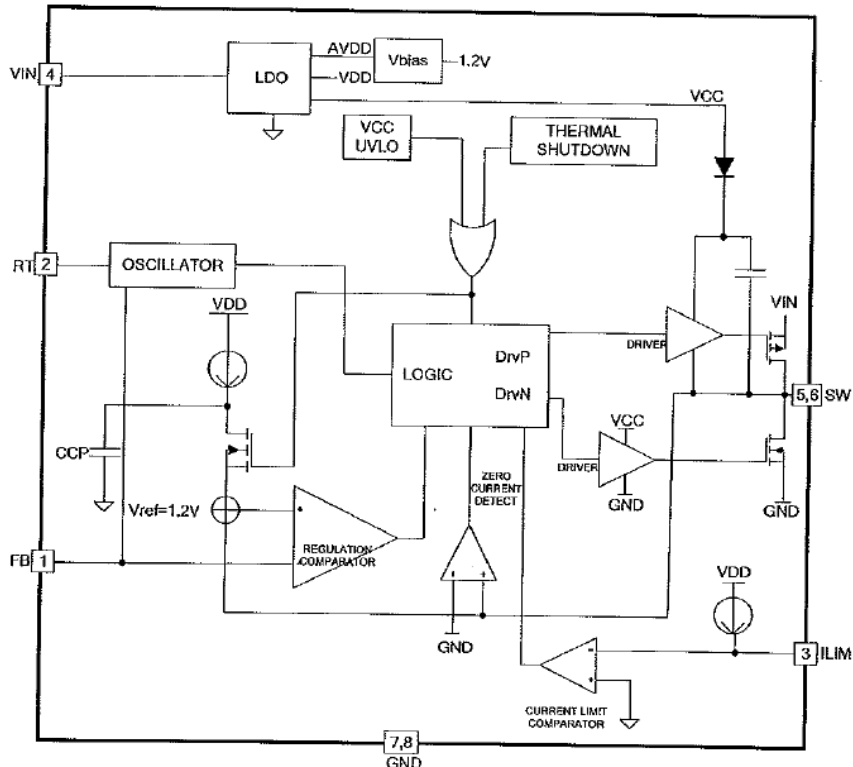 AVDD
VIN 4
LDO
Vbias
1.2V
VDD
VCC
VCC
UVLO
THERMAL
SHUTDOWN
RT 2
OSCILLATOR
VDD
VIN
DRIVER
LOGIC
DrvP
DrvN
5,6 SW
VCC
CCP
DRIVER
ZERO
CURRENT
DETECT
GND
GND
Vref=1.2V
+
REGULATION
COMPARATOR
FB 1
- +
VDD
GND
-
3 ILIM
+
CURRENT LIMIT
COMPARATOR
7,8
GND